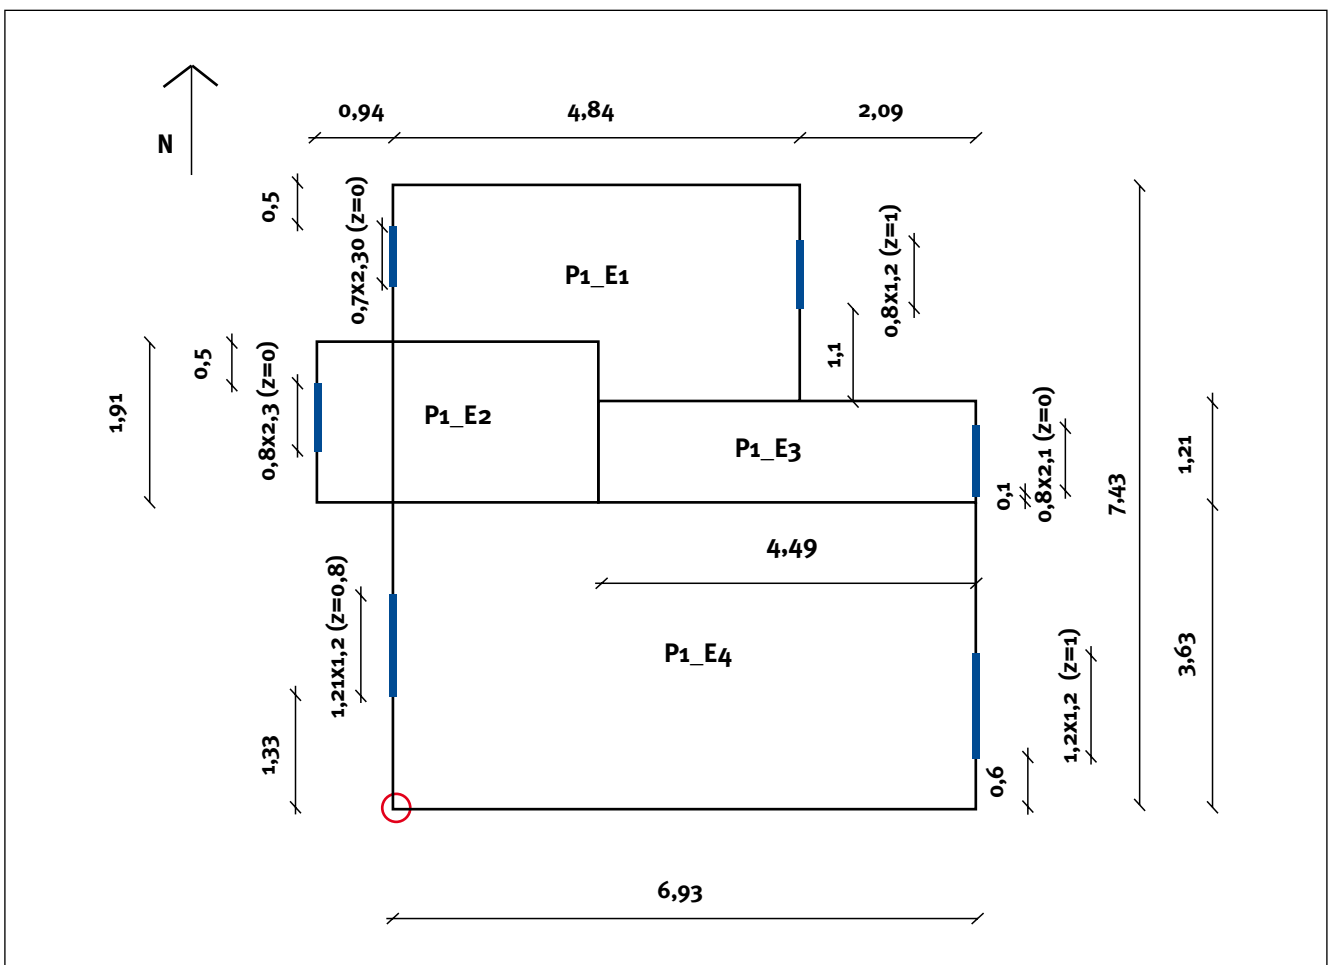 0,94
4,84
2,09
N
0,5
0,7x2,30 (z=0)
0,8x1,2 (z=1)
P1_E1
1,1
0,5
0,8x2,3 (z=0)
1,91
P1_E2
P1_E3
0,1
0,8x2,1 (z=0)
7,43
1,21
4,49
1,21x1,2 (z=0,8)
P1_E4
1,2x1,2 (z=1)
3,63
1,33
0,6
6,93